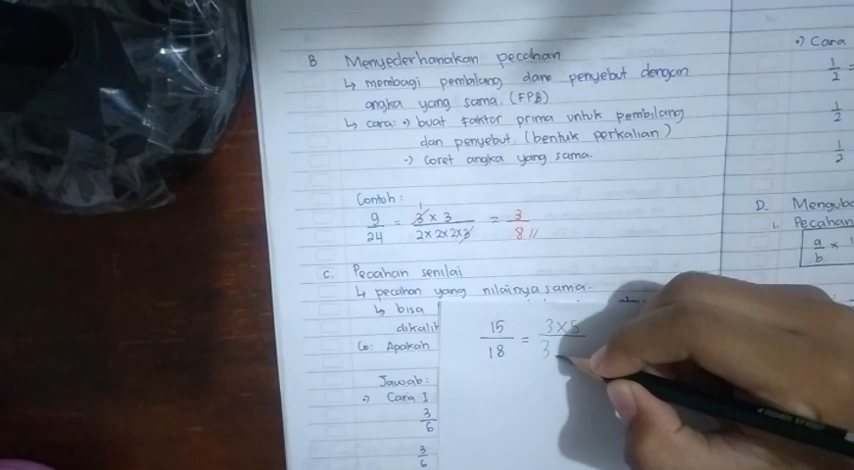 B Menyederhanakan pecahan
↳ membagi pembilang dan penyebut dengan
angka yang sama. (FPB)
↳ cara: •) buat faktor prima untuk pembilang
dan penyebut. (bentuk perkalian)
•) Coret angka yang sama.
Contoh:
9/24 = 3 × 3 / 2 × 2 × 2 × 3 = 3/8 //
1
C. Pecahan senilai
↳ pecahan yang nilainya sama.
↳ bisa
dikali
Co: Apakah
Jawab:
•) Cara I
3/6
3/6
15/18 = 3 × 5 / 3
•) Cara
1/2 =
1/2
1/2
D. Menguba
1. Pecahan
a/b ×